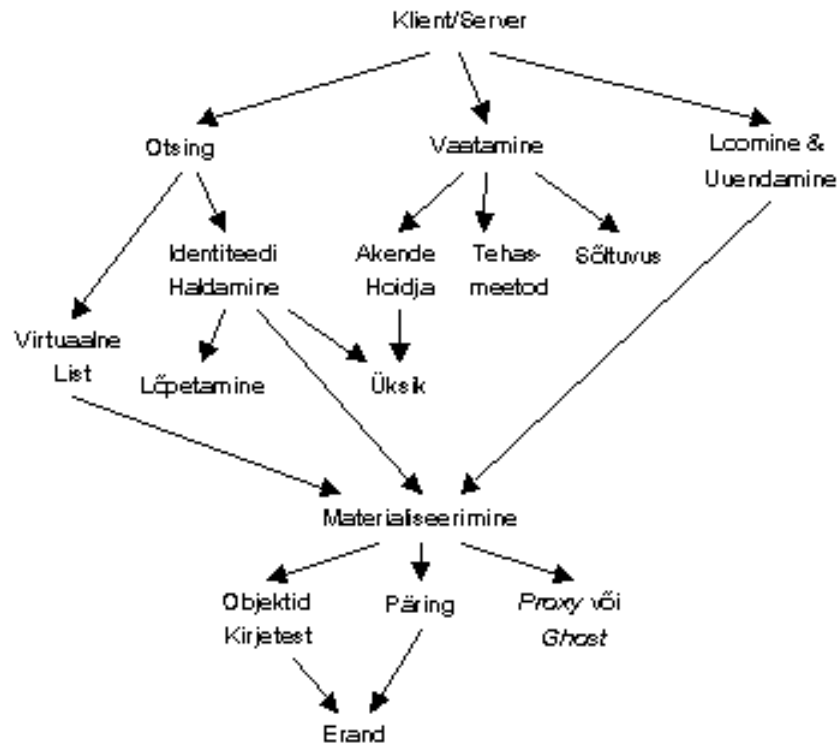 Klient/Server
Otsing
Vaatamine
Loomine &
Uuendamine
Identiteedi
Haldamine
Akende
Hoidja
Tehas-
meetod
Sõltuvus
Virtuaalne
List
Lõpetamine
Üksik
Materialiseerimine
Objektid
Kirjetest
Päring
Proxy või
Ghost
Erand